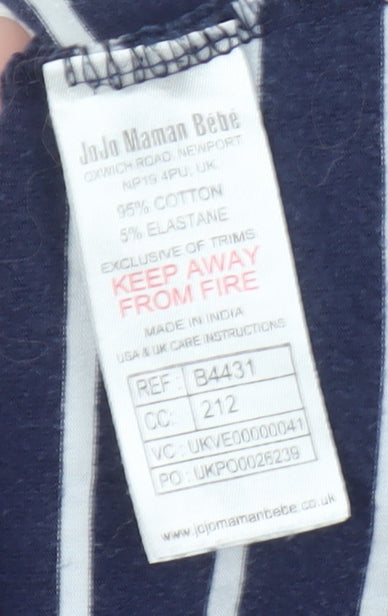 JoJo Maman Bébé
OXWICH ROAD, NEWPORT
NP19 4PU, UK.
95% COTTON
5% ELASTANE
EXCLUSIVE OF TRIMS
KEEP AWAY
FROM FIRE
MADE IN INDIA
USA & UK CARE INSTRUCTIONS
REF : B4431
CC: 212
VC : UKVE00000041
PO : UKPO0026239
www.jojomamanbebe.co.uk